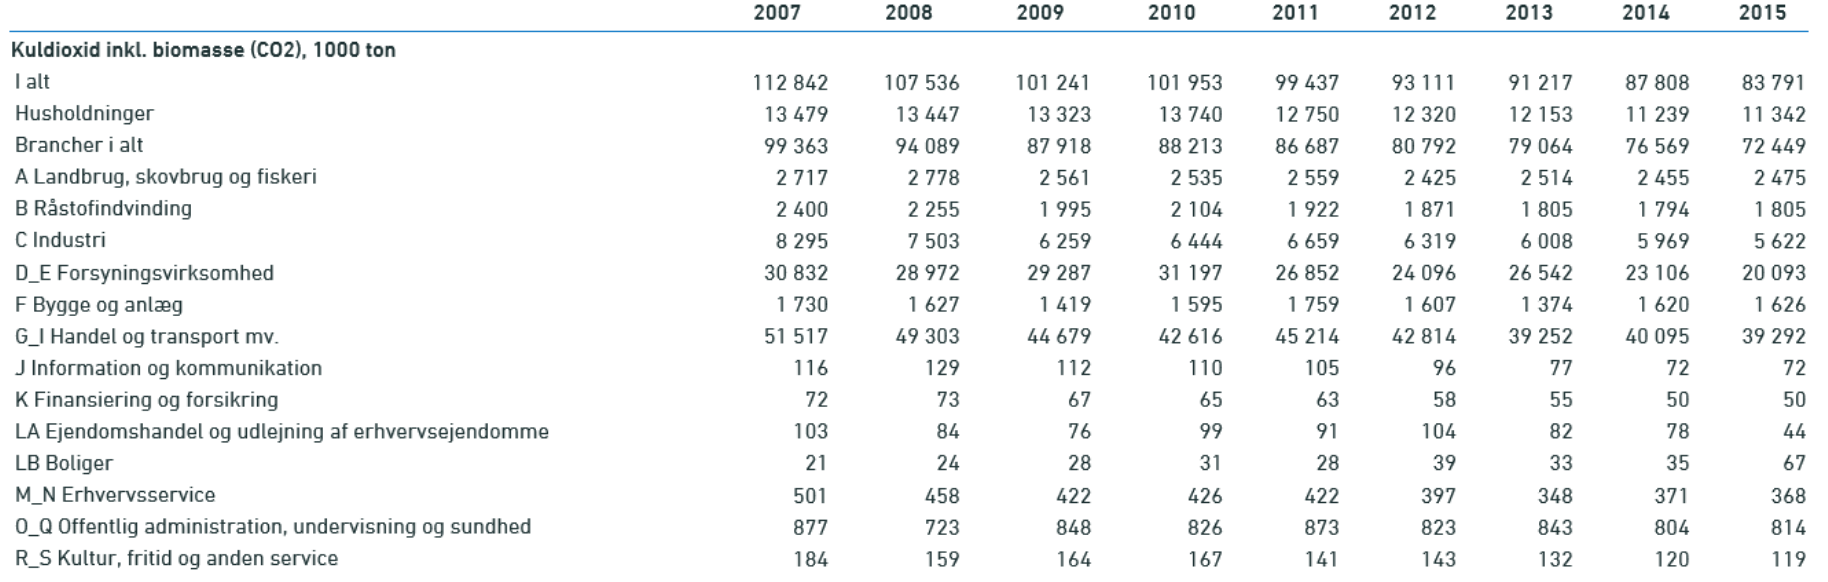 2007 2008 2009 2010 2011 2012 2013 2014 2015
Kuldioxid inkl. biomasse (CO2), 1000 ton
I alt 112 842 107 536 101 241 101 953 99 437 93 111 91 217 87 808 83 791
Husholdninger 13 479 13 447 13 323 13 740 12 750 12 320 12 153 11 239 11 342
Brancher i alt 99 363 94 089 87 918 88 213 86 687 80 792 79 064 76 569 72 449
A Landbrug, skovbrug og fiskeri 2 717 2 778 2 561 2 535 2 559 2 425 2 514 2 455 2 475
B Råstofindvinding 2 400 2 255 1 995 2 104 1 922 1 871 1 805 1 794 1 805
C Industri 8 295 7 503 6 259 6 444 6 659 6 319 6 008 5 969 5 622
D_E Forsyningsvirksomhed 30 832 28 972 29 287 31 197 26 852 24 096 26 542 23 106 20 093
F Bygge og anlæg 1 730 1 627 1 419 1 595 1 759 1 607 1 374 1 620 1 626
G_I Handel og transport mv. 51 517 49 303 44 679 42 616 45 214 42 814 39 252 40 095 39 292
J Information og kommunikation 116 129 112 110 105 96 77 72 72
K Finansiering og forsikring 72 73 67 65 63 58 55 50 50
LA Ejendomshandel og udlejning af erhvervsejendomme 103 84 76 99 91 104 82 78 44
LB Boliger 21 24 28 31 28 39 33 35 67
M_N Erhvervsservice 501 458 422 426 422 397 348 371 368
O_Q Offentlig administration, undervisning og sundhed 877 723 848 826 873 823 843 804 814
R_S Kultur, fritid og anden service 184 159 164 167 141 143 132 120 119